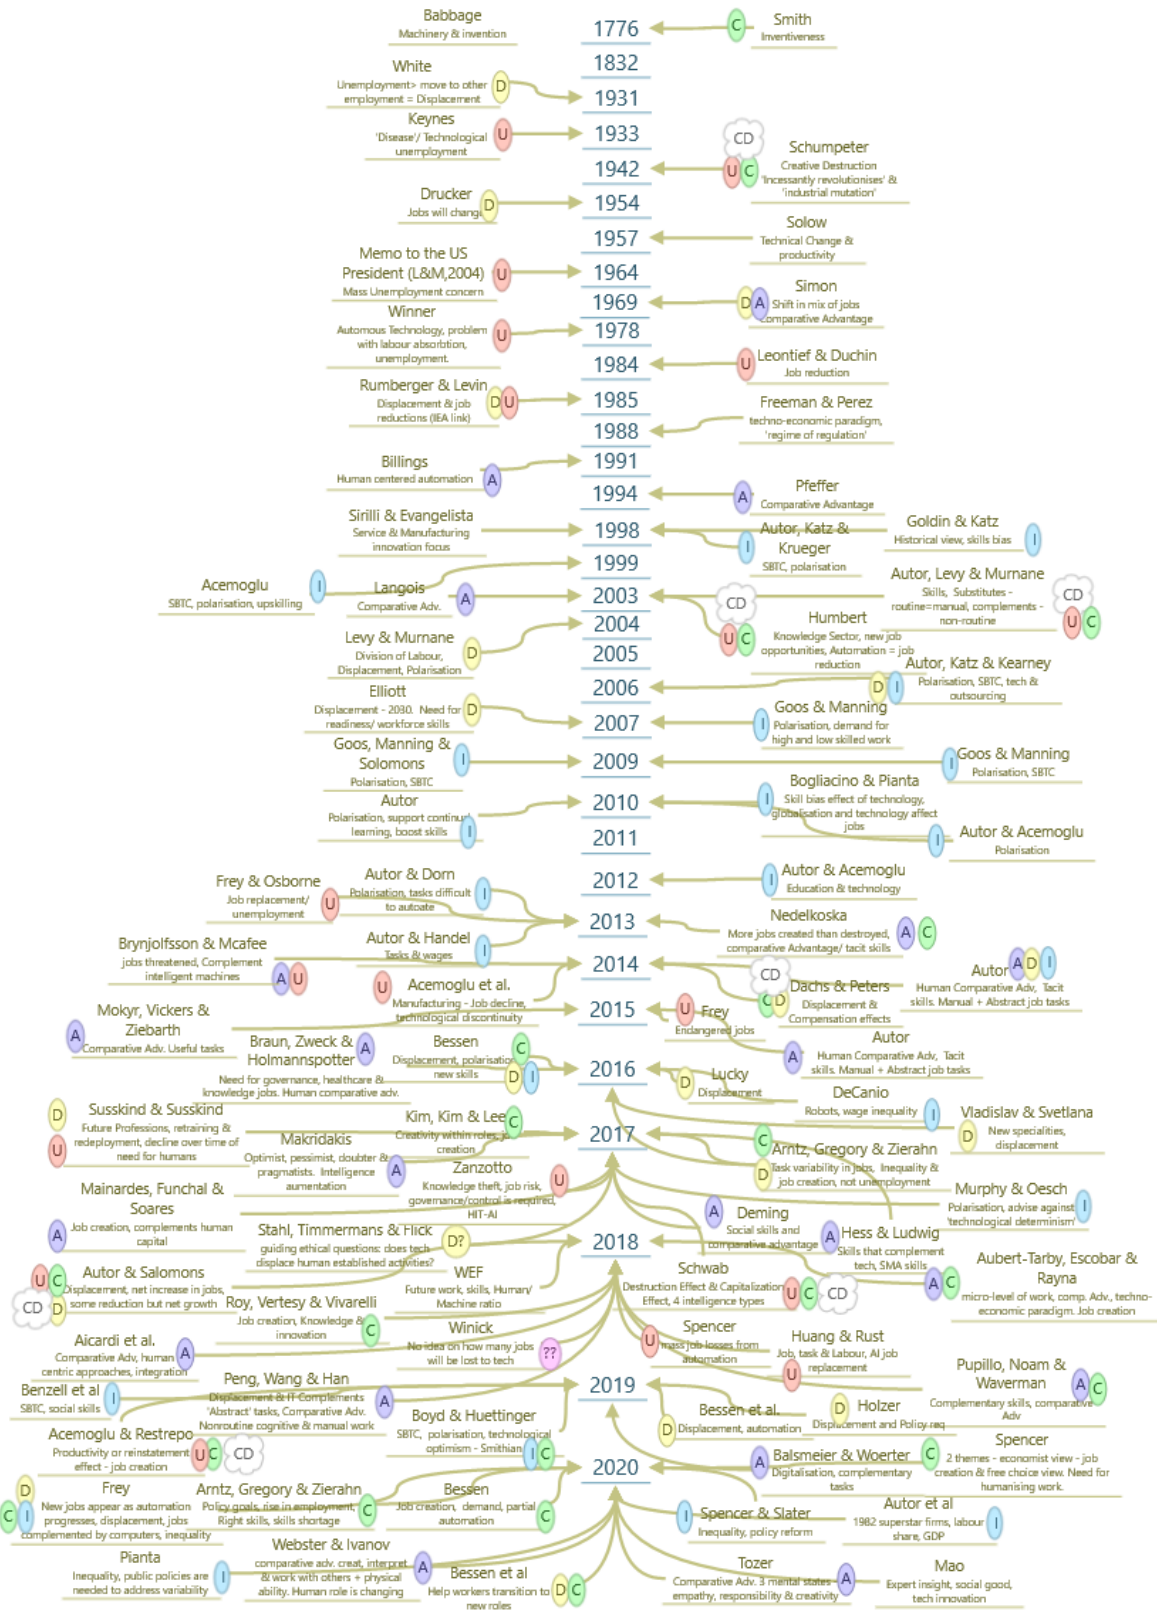 Babbage
Machinery & invention
1776
C
Smith
Inventiveness
1832
White
Unemployment> move to other
employment = Displacement
D
1931
Keynes
'Disease'/ Technological
unemployment
U
1933
1942
CD
U C
Schumpeter
Creative Destruction
'Incessantly revolutionises' &
'industrial mutation'
Drucker
Jobs will change
D
1954
1957
Solow
Technical Change &
productivity
Memo to the US
President (L&M,2004)
Mass Unemployment concern
U
1964
1969
D A
Simon
Shift in mix of jobs
Comparative Advantage
Winner
Automous Technology, problem
with labour absorbtion,
unemployment.
U
1978
1984
U
Leontief & Duchin
Job reduction
Rumberger & Levin
Displacement & job
reductions (IEA link)
D U
1985
1988
Freeman & Perez
techno-economic paradigm,
'regime of regulation'
Billings
Human centered automation
A
1991
1994
A
Pfeffer
Comparative Advantage
Sirilli & Evangelista
Service & Manufacturing
innovation focus
1998
I
Autor, Katz &
Krueger
SBTC, polarisation
Goldin & Katz
Historical view, skills bias
I
1999
Acemoglu
SBTC, polarisation, upskilling
I
Langois
Comparative Adv.
A
2003
CD
U C
Humbert
Knowledge Sector, new job
opportunities, Automation = job
reduction
Autor, Levy & Murnane
Skills, Substitutes -
routine=manual, complements -
non-routine
CD
U C
Levy & Murnane
Division of Labour,
Displacement, Polarisation
D
2004
2005
2006
D I
Autor, Katz & Kearney
Polarisation, SBTC, tech &
outsourcing
Elliott
Displacement - 2030. Need for
readiness/ workforce skills
D
2007
I
Goos & Manning
Polarisation, demand for
high and low skilled work
Goos, Manning &
Solomons
Polarisation, SBTC
I
2009
I
Goos & Manning
Polarisation, SBTC
Autor
Polarisation, support continual
learning, boost skills
I
2010
I
Bogliacino & Pianta
Skill bias effect of technology,
globalisation and technology affect
jobs
I
Autor & Acemoglu
Polarisation
2011
2012
I
Autor & Acemoglu
Education & technology
Frey & Osborne
Job replacement/
unemployment
U
Autor & Dorn
Polarisation, tasks difficult
to autoate
I
2013
Nedelkoska
More jobs created than destroyed,
comparative Advantage/ tacit skills
A C
Autor & Handel
Tasks & wages
I
Brynjolfsson & Mcafee
jobs threatened, Complement
intelligent machines
A U
2014
U
Acemoglu et al.
Manufacturing - Job decline,
technological discontinuity
CD
C D
Dachs & Peters
Displacement &
Compensation effects
Autor
A D I
Human Comparative Adv, Tacit
skills. Manual + Abstract job tasks
Mokyr, Vickers &
Ziebarth
Comparative Adv. Useful tasks
A
2015
U
Frey
Endangered jobs
A
Autor
Human Comparative Adv, Tacit
skills. Manual + Abstract job tasks
Braun, Zweck &
Holmannspotter
Need for governance, healthcare &
knowledge jobs. Human comparative adv.
A
Bessen
Displacement, polarisation
new skills
C
D I
2016
D
Lucky
Displacement
DeCanio
Robots, wage inequality
I
D
U
Susskind & Susskind
Future Professions, retraining &
redeployment, decline over time of
need for humans
Kim, Kim & Lee
Creativity within roles, job
creation
C
2017
Vladislav & Svetlana
New specialities,
displacement
D
Makridakis
Optimist, pessimist, doubter &
pragmatists. Intelligence
aumentation
A
C
D
Arntz, Gregory & Zierahn
Task variability in jobs, Inequality &
job creation, not unemployment
Zanzotto
Knowledge theft, job risk,
governance/control is required,
HIT-AI
U
Murphy & Oesch
Polarisation, advise against
'technological determinism'
I
Mainardes, Funchal &
Soares
Job creation, complements human
capital
A
A
Deming
Social skills and
comparative advantage
A
Hess & Ludwig
Skills that complement
tech, SMA skills
Stahl, Timmermans & Flick
guiding ethical questions: does tech
displace human established activities?
D?
2018
Aubert-Tarby, Escobar &
Rayna
micro-level of work, comp. Adv., techno-
economic paradigm. Job creation
A C
U C
CD D
Autor & Salomons
Displacement, net increase in jobs,
some reduction but net growth
WEF
Future work, skills, Human/
Machine ratio
Schwab
Destruction Effect & Capitalization
Effect, 4 intelligence types
U C CD
Roy, Vertesy & Vivarelli
Job creation, Knowledge &
innovation
C
Winick
No idea on how many jobs
will be lost to tech
??
U
Spencer
mass job losses from
automation
Huang & Rust
Job, task & Labour, AI job
replacement
U
Aicardi et al.
Comparative Adv, human
centric approaches, integration
A
Pupillo, Noam &
Waverman
Complementary skills, comparative
Adv
A C
Benzell et al
SBTC, social skills
I
Peng, Wang & Han
Displacement & IT Complements
'Abstract' tasks, Comparative Adv.
Nonroutine cognitive & manual work
A
2019
D
Bessen et al.
Displacement, automation
D
Holzer
Displacement and Policy req
Acemoglu & Restrepo
Productivity or reinstatement
effect - job creation
U C CD
Boyd & Huettinger
SBTC, polarisation, technological
optimism - Smithian
I C
2020
A
Balsmeier & Woerter
Digitalisation, complementary
tasks
C
Spencer
2 themes - economist view - job
creation & free choice view. Need for
humanising work.
D
C I
Frey
New jobs appear as automation
progresses, displacement, jobs
complemented by computers, inequality
Arntz, Gregory & Zierahn
Policy goals, rise in employment,
Right skills, skills shortage
C
Bessen
Job creation, demand, partial
automation
C
I
Spencer & Slater
Inequality, policy reform
Autor et al
1982 superstar firms, labour
share, GDP
I
Pianta
Inequality, public policies are
needed to address variability
I
Webster & Ivanov
comparative adv. creat, interpret
& work with others + physical
ability. Human role is changing
A
Bessen et al
Help workers transition to
new roles
D C
Tozer
Comparative Adv. 3 mental states
empathy, responsibility & creativity
A
Mao
Expert insight, social good,
tech innovation